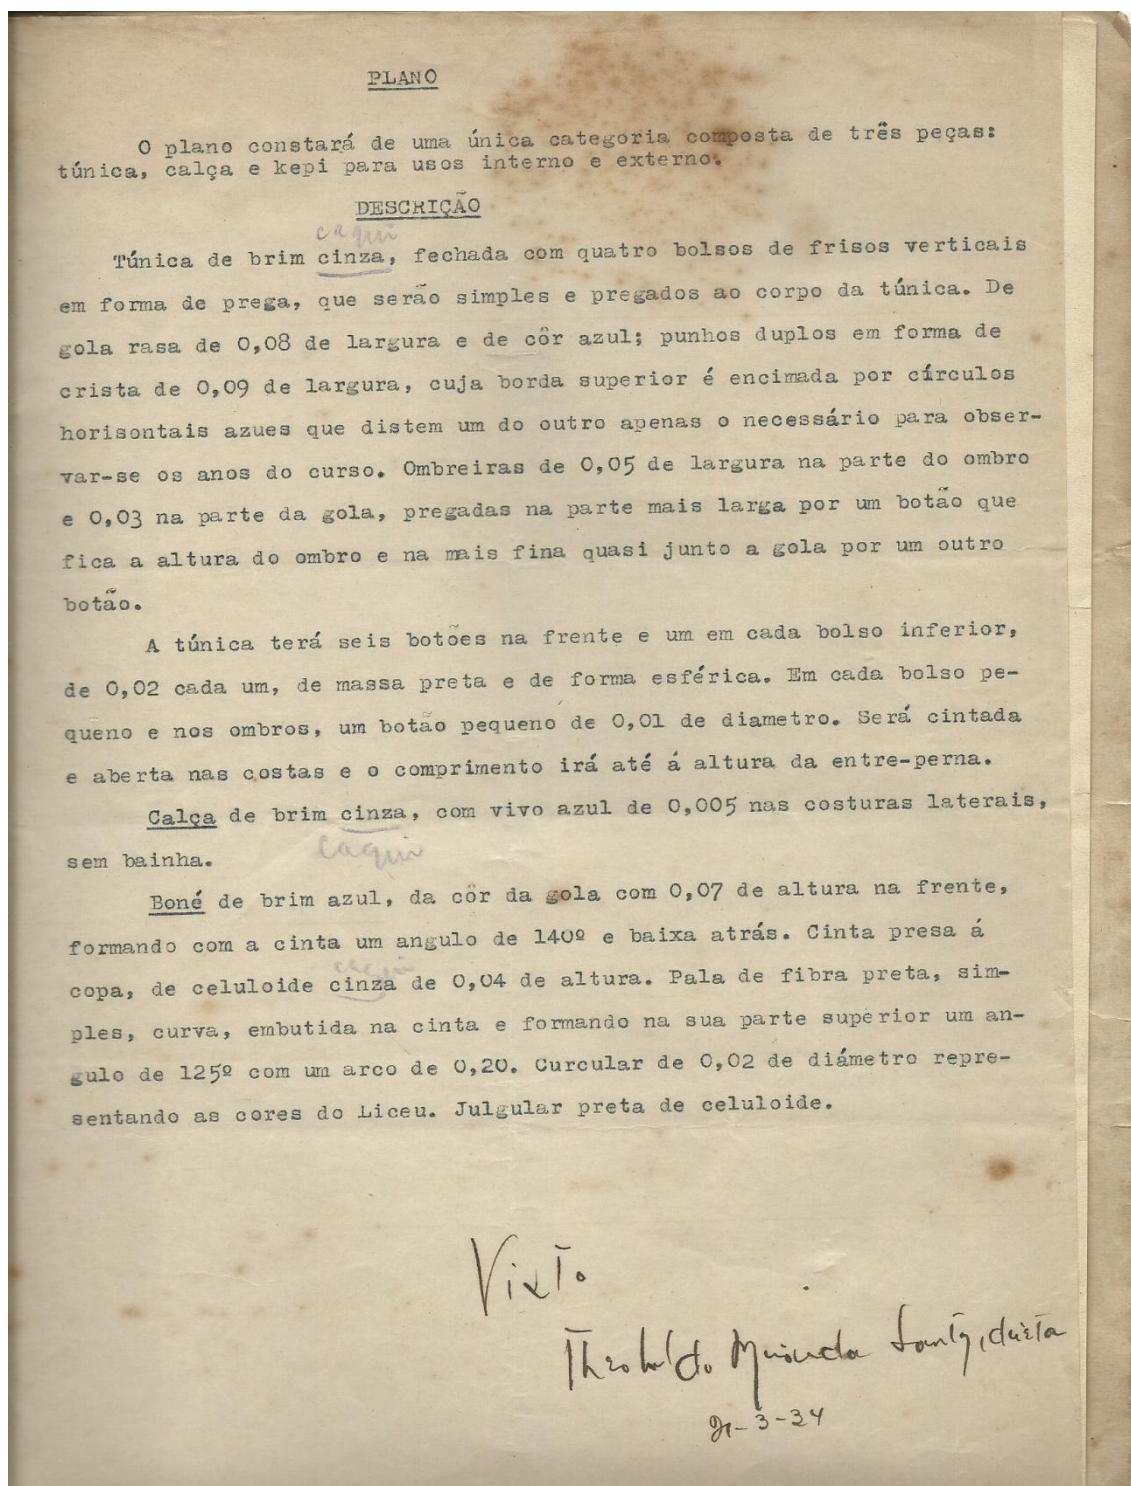 PLANO
O plano constará de uma única categoria composta de três peças:
túnica, calça e kepi para usos interno e externo.
DESCRIÇÃO
caqui
Túnica de brim cinza, fechada com quatro bolsos de frisos verticais
em forma de prega, que serão simples e pregados ao corpo da túnica. De
gola rasa de 0,08 de largura e de côr azul; punhos duplos em forma de
crista de 0,09 de largura, cuja borda superior é encimada por círculos
horisontais azues que distem um do outro apenas o necessário para obser-
var-se os anos do curso. Ombreiras de 0,05 de largura na parte do ombro
e 0,03 na parte da gola, pregadas na parte mais larga por um botão que
fica a altura do ombro e na mais fina quasi junto a gola por um outro
botão.
A túnica terá seis botões na frente e um em cada bolso inferior,
de 0,02 cada um, de massa preta e de forma esférica. Em cada bolso pe-
queno e nos ombros, um botão pequeno de 0,01 de diametro. Será cintada
e aberta nas costas e o comprimento irá até á altura da entre-perna.
Calça de brim cinza, com vivo azul de 0,005 nas costuras laterais,
caqui
sem bainha.
Boné de brim azul, da côr da gola com 0,07 de altura na frente,
formando com a cinta um angulo de 140º e baixa atrás. Cinta presa á
caqui
copa, de celuloide cinza de 0,04 de altura. Pala de fibra preta, sim-
ples, curva, embutida na cinta e formando na sua parte superior um an-
gulo de 125º com um arco de 0,20. Curcular de 0,02 de diámetro repre-
sentando as cores do Liceu. Julgular preta de celuloide.
Visto
Theobaldo Miranda Santos,
3-34